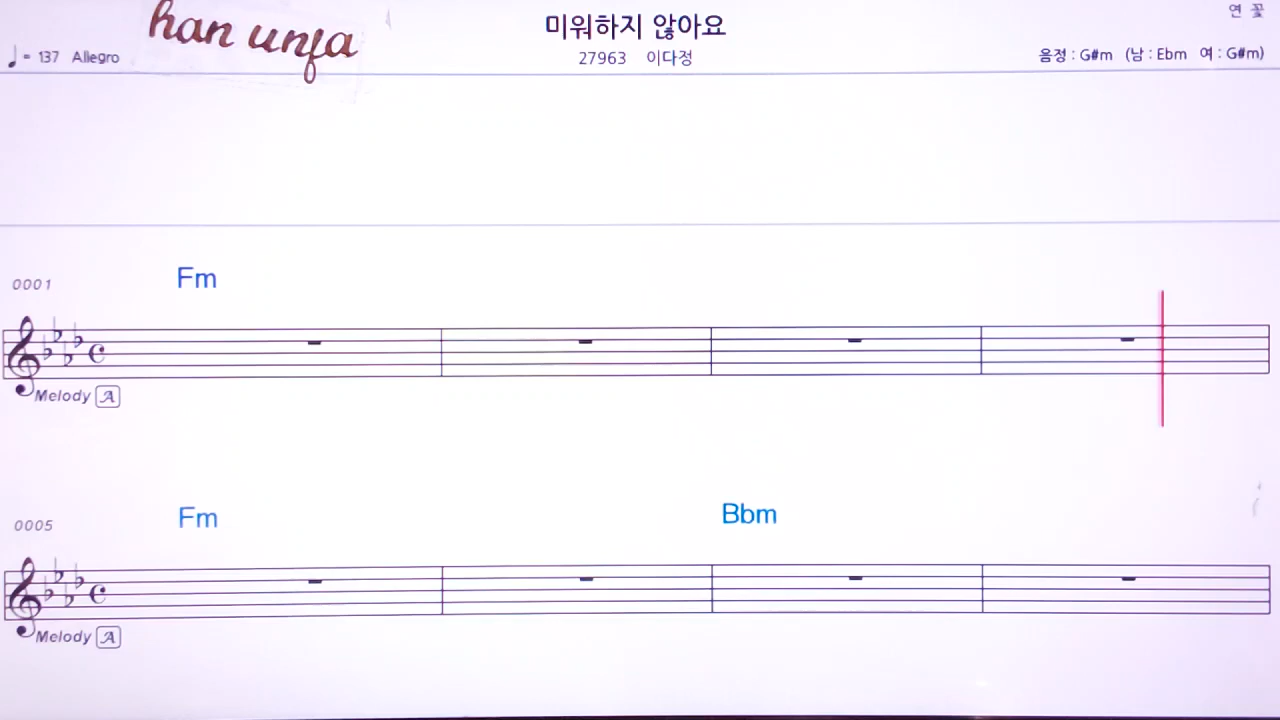 han unfa
미워하지 않아요
연 꽃
♩= 137 Allegro
27963 이다정
음정 : G#m (남 : Ebm 여 : G#m)
0001
Fm
Melody A
0005
Fm Bbm
Melody A